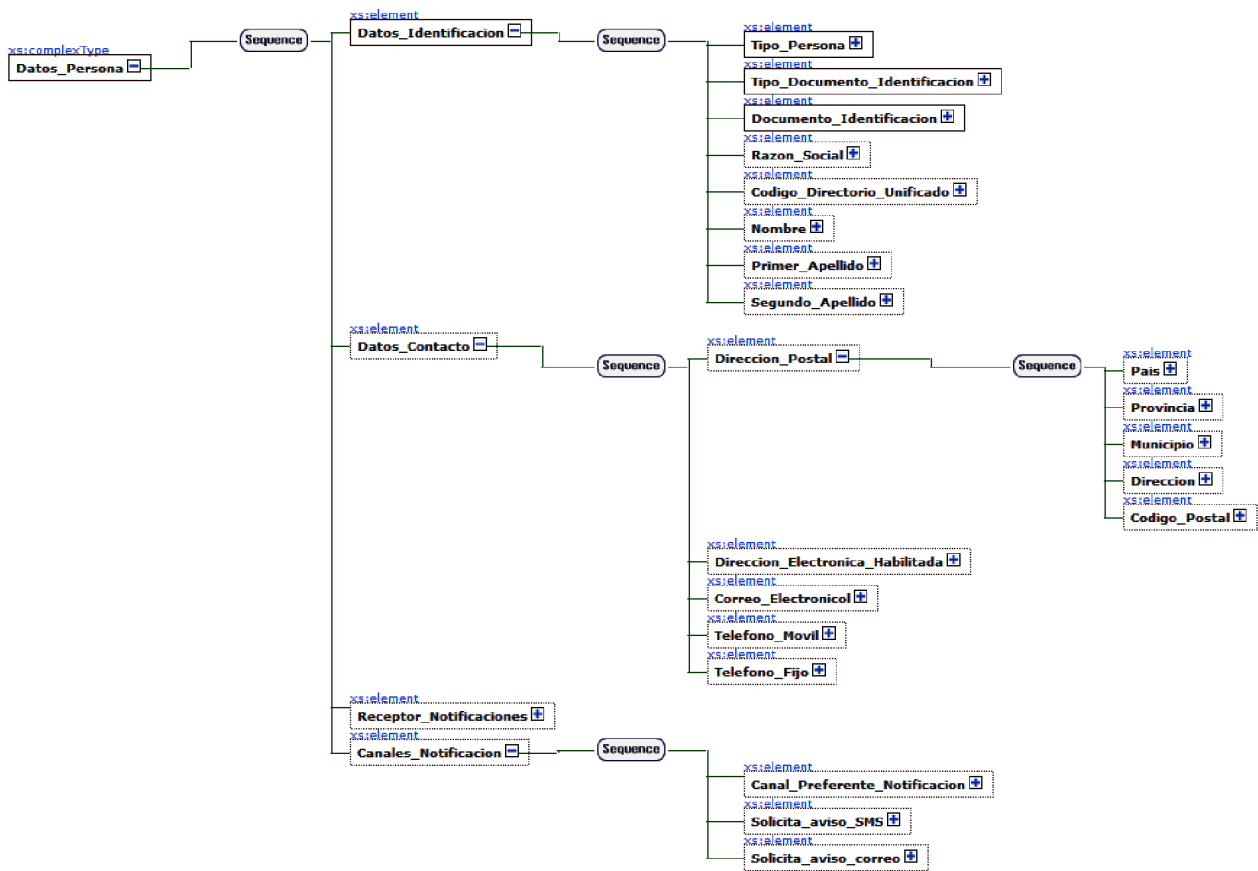 xs:complexType
Datos_Persona
Sequence
xs:element
Datos_Identificacion
Sequence
xs:element
Tipo_Persona
xs:element
Tipo_Documento_Identificacion
xs:element
Documento_Identificacion
xs:element
Razon_Social
xs:element
Codigo_Directorio_Unificado
xs:element
Nombre
xs:element
Primer_Apellido
xs:element
Segundo_Apellido
xs:element
Datos_Contacto
Sequence
xs:element
Direccion_Postal
Sequence
xs:element
Pais
xs:element
Provincia
xs:element
Municipio
xs:element
Direccion
xs:element
Codigo_Postal
xs:element
Direccion_Electronica_Habilitada
xs:element
Correo_Electronicol
xs:element
Telefono_Movil
xs:element
Telefono_Fijo
xs:element
Receptor_Notificaciones
xs:element
Canales_Notificacion
Sequence
xs:element
Canal_Preferente_Notificacion
xs:element
Solicita_aviso_SMS
xs:element
Solicita_aviso_correo